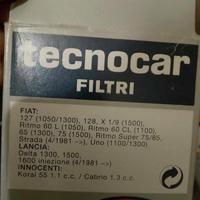 tecnocar
FILTRI
FIAT:
127 (1050/1300), 128, X 1/9 (1500),
Ritmo 60 L (1050), Ritmo 60 CL (1100),
65 (1300), 75 (1500), Ritmo Super 75/85,
Strada (4/1981 —>), Uno (1100/1300)
LANCIA:
Delta 1300, 1500,
1600 iniezione (4/1981 —>)
INNOCENTI:
Koral 55 1.1 c.c. / Cabrio 1.3 c.c.